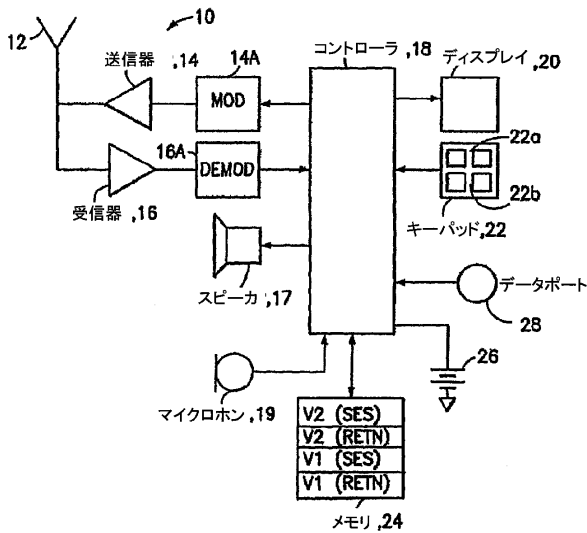 10
12
送信器 ,14
14A
MOD
コントローラ ,18
ディスプレイ, 20
16A
DEMOD
受信器 ,16
22a
22b
キーパッド,22
スピーカ,17
データポート
28
26
マイクロホン ,19
V2 (SES)
V2 (RETN)
V1 (SES)
V1 (RETN)
メモリ ,24